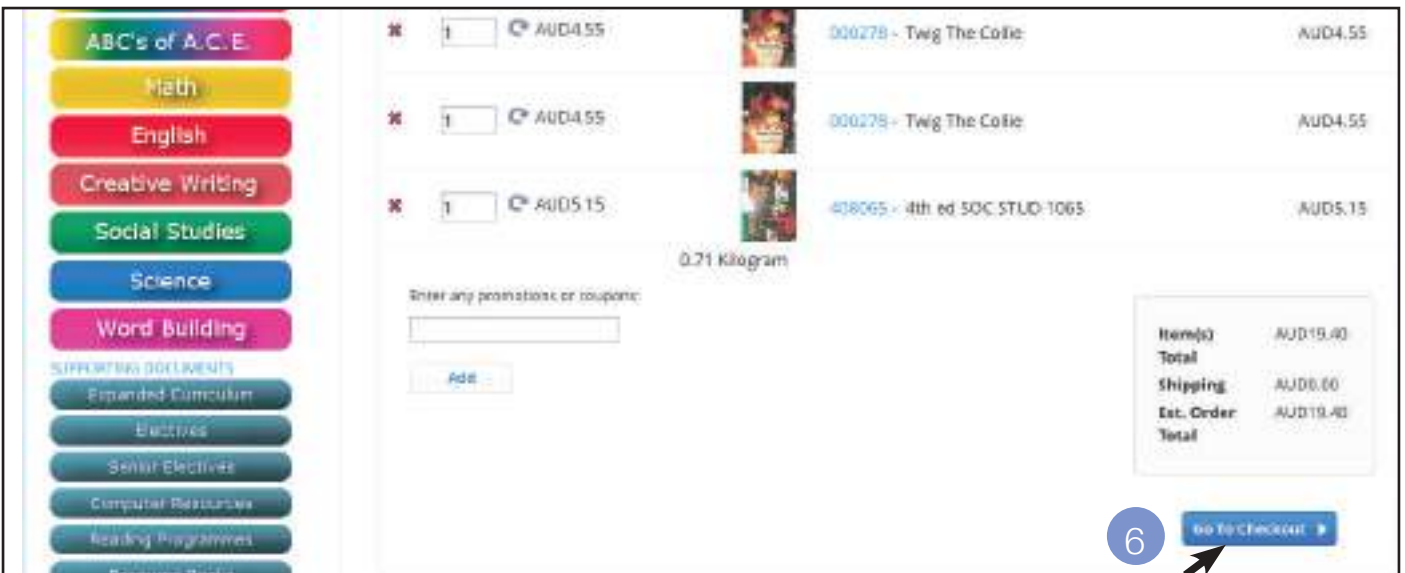 ABC's of A.C.E.
Math
English
Creative Writing
Social Studies
Science
Word Building
SUPPORTING DOCUMENTS
Expanded Curriculum
Electives
Senior Electives
Computer Resources
Reading Programmes
1 AUD4.55 000278 - Twig The Collie AUD4.55
1 AUD4.55 000278 - Twig The Collie AUD4.55
1 AUD5.15 408065 - 4th ed SOC STUD 1065 AUD5.15
0.71 Kilogram
Enter any promotions or coupons:
Add
Item(s) Total AUD19.40
Shipping AUD0.00
Est. Order Total AUD19.40
6
Go To Checkout